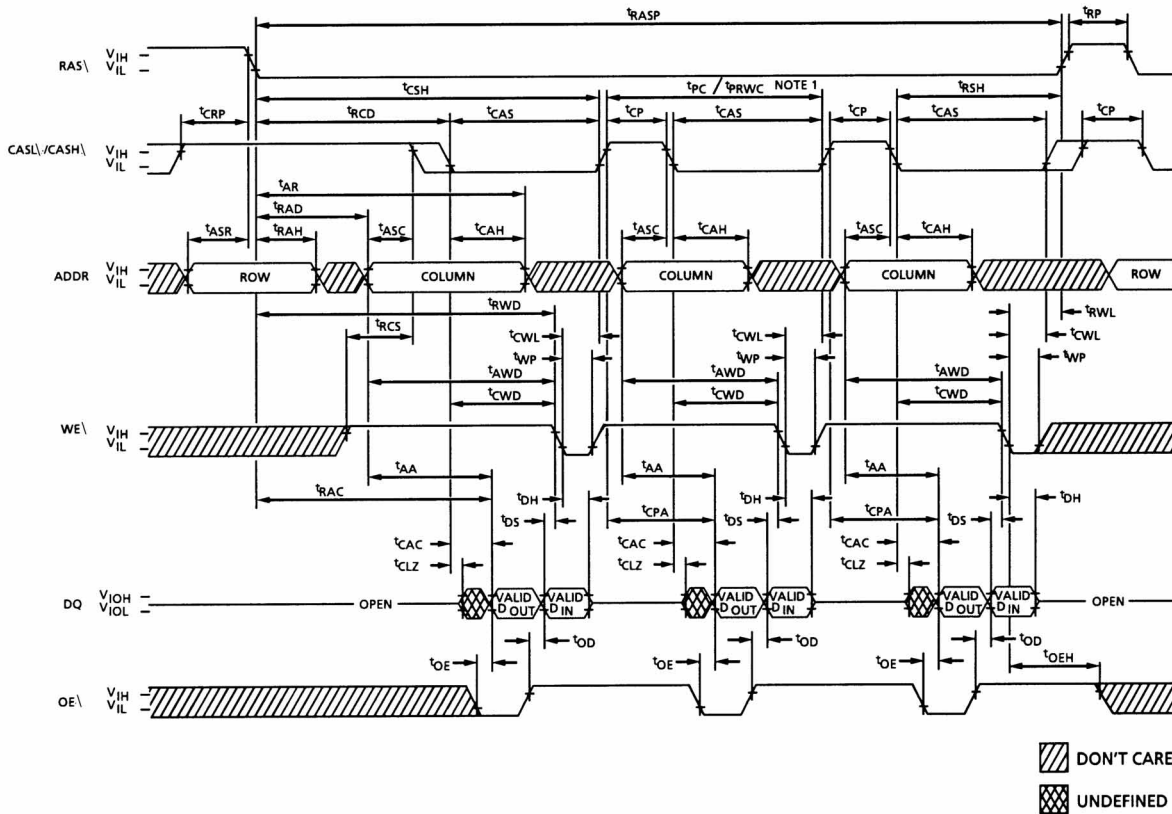 tRASP tRP
RAS\ VIH VIL
tCSH tPC / tPRWC NOTE 1 tRSH
tCRP tRCD tCAS tCP tCAS tCP tCAS tCP
CASL\/CASH\ VIH VIL
tAR
tRAD
tASR tRAH tASC tCAH tASC tCAH tASC tCAH
ADDR VIH VIL ROW COLUMN COLUMN COLUMN ROW
tRWD tRWL
tRCS tCWL tCWL tCWL
tWP tWP tWP
tAWD tAWD tAWD
tCWD tCWD tCWD
WE\ VIH VIL
tAA tAA tAA
tRAC tDH tDH tDH
tDS tCPA tDS tCPA tDS
tCAC tCAC tCAC
tCLZ tCLZ tCLZ
DQ VIOH VIOL OPEN VALID DOUT VALID DIN VALID DOUT VALID DIN VALID DOUT VALID DIN OPEN
tOD tOD tOD
tOE tOE tOE tOEH
OE\ VIH VIL
DON'T CARE
UNDEFINED